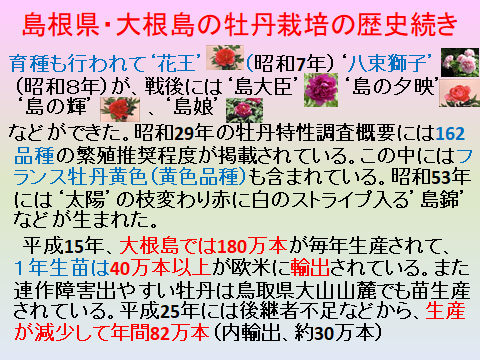 島根県・大根島の牡丹栽培の歴史続き
育種も行われて‘花王’ (昭和7年) ‘八束獅子’
(昭和8年)が、戦後には‘島大臣’ ‘島の夕映’
‘島の輝’ 、‘島娘’
などができた。昭和29年の牡丹特性調査概要には162
品種の繁殖推奨程度が掲載されている。この中にはフ
ランス牡丹黄色(黄色品種)も含まれている。昭和53年
には‘太陽’の枝変わり赤に白のストライプ入る’島錦’
などが生まれた。
平成15年、大根島では180万本が毎年生産されて、
1年生苗は40万本以上が欧米に輸出されている。また
連作障害出やすい牡丹は鳥取県大山山麓でも苗生産
されている。平成25年には後継者不足などから、生産
が減少して年間82万本(内輸出、約30万本)